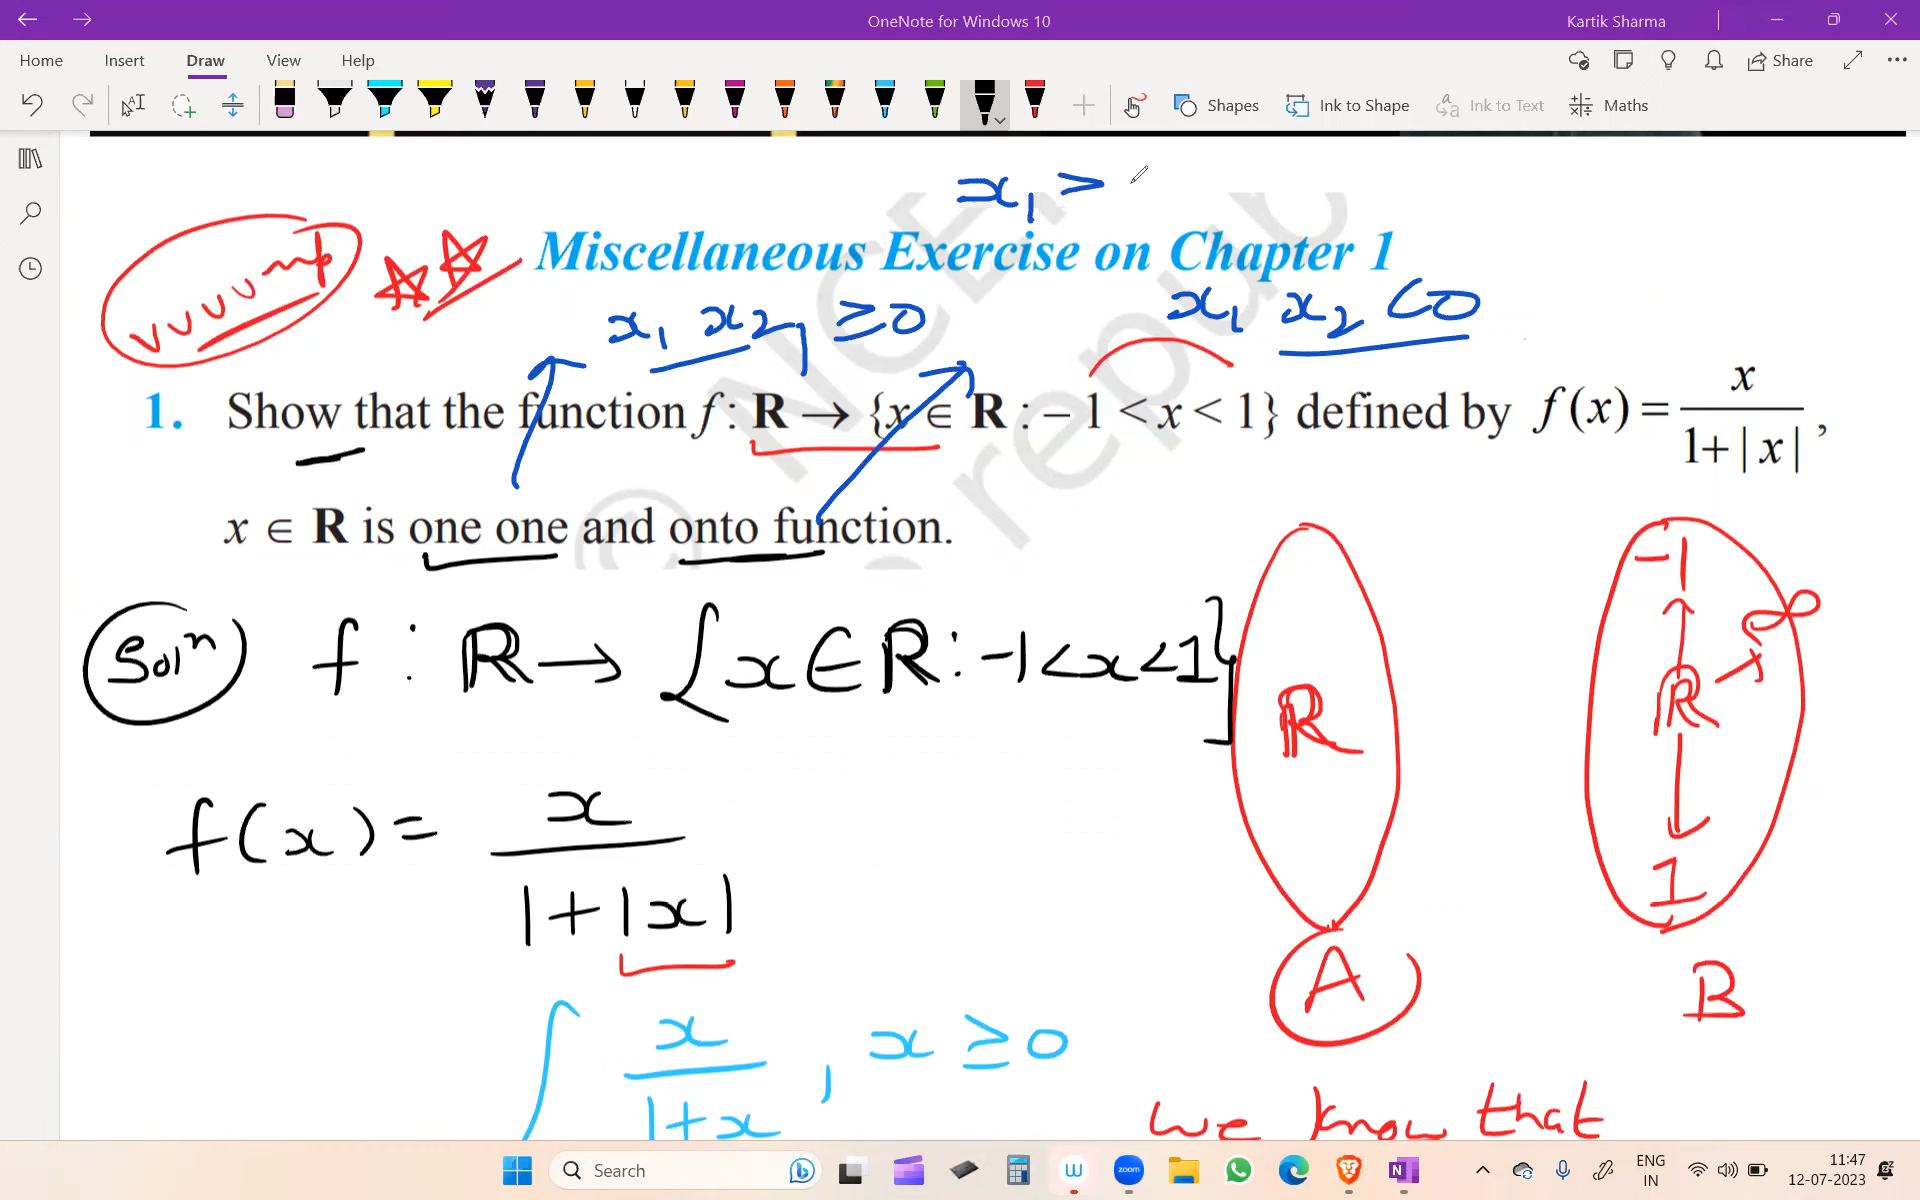 OneNote for Windows 10
Kartik Sharma
Home Insert Draw View Help
Share
Shapes Ink to Shape Ink to Text Maths
x₁ >
vvvv imp
Miscellaneous Exercise on Chapter 1
x₁ x₂, ≥0
x₁ x₂ <0
1. Show that the function f : R → {x ∈ R : – 1 < x < 1} defined by f (x) = x / 1+ | x | ,
x ∈ R is one one and onto function.
Solⁿ f : R → {x ∈ R : -1 < x < 1}
R
-1
R → ∞
1
A
B
f(x) = x / 1+|x|
{ x / 1+x , x ≥ 0
we know that
Search
zoom
ENG
IN
11:47
12-07-2023